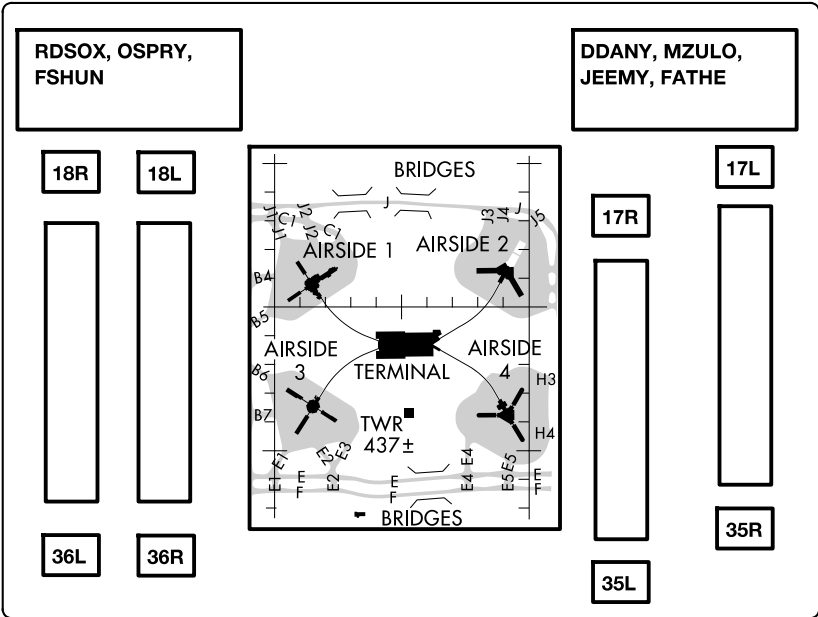 RDSOX, OSPRY,
FSHUN
DDANY, MZULO,
JEEMY, FATHE
18R
18L
17L
17R
BRIDGES
J
J1
J2
C1
J1
J2
C1
J3
J4
J
J5
AIRSIDE 1
AIRSIDE 2
B4
B5
AIRSIDE
3
AIRSIDE
4
TERMINAL
B6
B7
H3
H4
TWR
437±
E1
E2
E3
E4
E5
E1
E
F
E2
E
F
E4
E
F
E5
E
F
BRIDGES
36L
36R
35L
35R